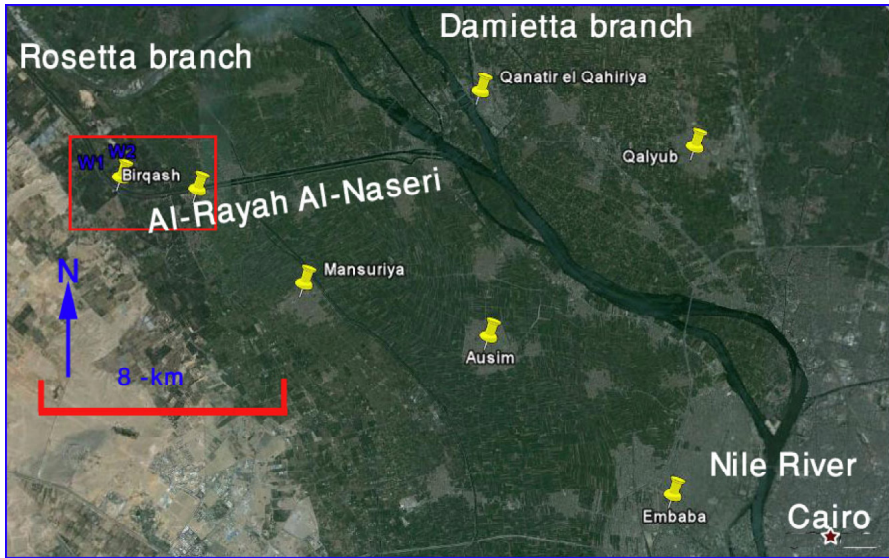 Damietta branch
Rosetta branch
Qanatir el Qahiriya
Qalyub
W1 W2
Birqash
Al-Rayah Al-Naseri
N
Mansuriya
8 -km
Ausim
Nile River
Embaba
Cairo